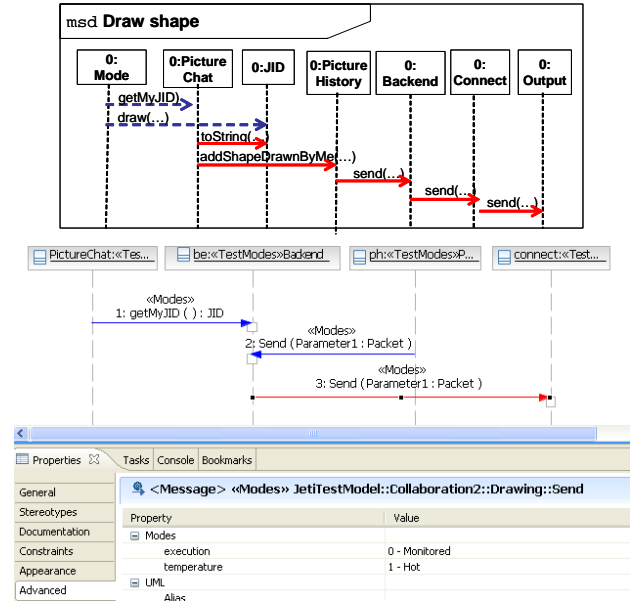 msd Draw shape
0:
Mode
0:Picture
Chat
0:JID
0:Picture
History
0:
Backend
0:
Connect
0:
Output
getMyJID)
draw(…)
toString(…)
addShapeDrawnByMe(…)
send(…)
send(…)
send(…)
PictureChat:«Tes...
be:«TestModes»Backend
ph:«TestModes»P...
connect:«Test...
«Modes»
1: getMyJID ( ) : JID
«Modes»
2: Send ( Parameter1 : Packet )
«Modes»
3: Send ( Parameter1 : Packet )
Properties
Tasks
Console
Bookmarks
General
Stereotypes
Documentation
Constraints
Appearance
Advanced
<Message> «Modes» JetiTestModel::Collaboration2::Drawing::Send
Property Value
Modes
execution 0 - Monitored
temperature 1 - Hot
UML
Alias